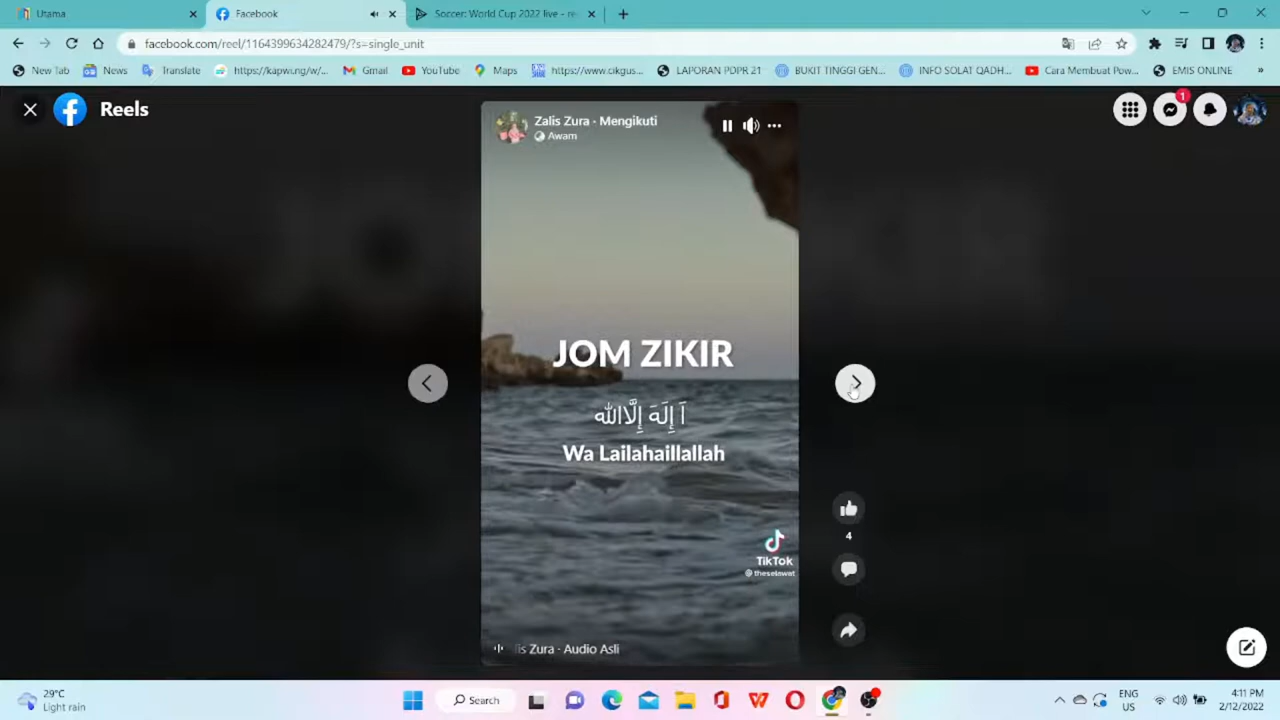 Utama
Facebook
Soccer: World Cup 2022 live - re
facebook.com/reel/1164399634282479/?s=single_unit
New Tab
News
Translate
https://kapwi.ng/w/...
Gmail
YouTube
Maps
https://www.cikgus...
LAPORAN PDPR 21
BUKIT TINGGI GEN...
INFO SOLAT QADH...
Cara Membuat Pow...
EMIS ONLINE
»
Reels
Zalis Zura · Mengikuti
Awam
1
JOM ZIKIR
آ إِلَهَ إِلَّاالله
Wa Lailahaillallah
4
TikTok
@theselawat
is Zura · Audio Asli
29°C
Light rain
Search
ENG
US
4:11 PM
2/12/2022